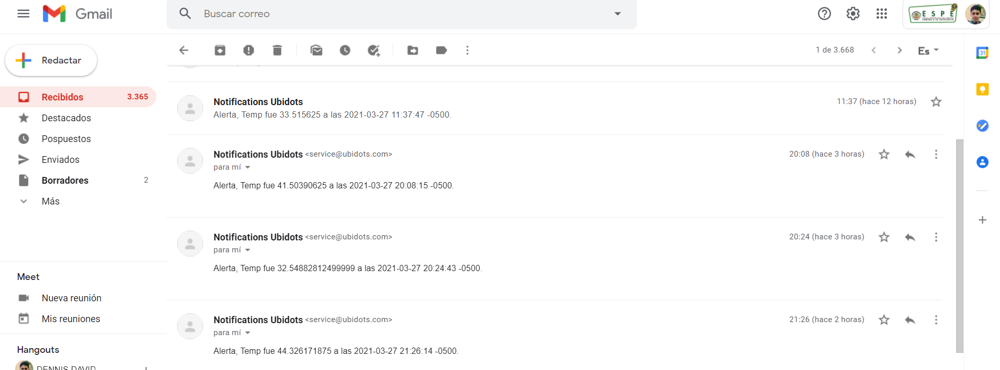 Gmail
Buscar correo
ESPE
Redactar
1 de 3.668
Es
31
Recibidos 3.365
Destacados
Pospuestos
Enviados
Borradores 2
Más
Notifications Ubidots 11:37 (hace 12 horas)
Alerta, Temp fue 33.515625 a las 2021-03-27 11:37:47 -0500.
Notifications Ubidots <service@ubidots.com> 20:08 (hace 3 horas)
para mí
Alerta, Temp fue 41.50390625 a las 2021-03-27 20:08:15 -0500.
Notifications Ubidots <service@ubidots.com> 20:24 (hace 3 horas)
para mí
Alerta, Temp fue 32.54882812499999 a las 2021-03-27 20:24:43 -0500.
Notifications Ubidots <service@ubidots.com> 21:26 (hace 2 horas)
para mí
Alerta, Temp fue 44.326171875 a las 2021-03-27 21:26:14 -0500.
Meet
Nueva reunión
Mis reuniones
Hangouts
DENNIS DAVID